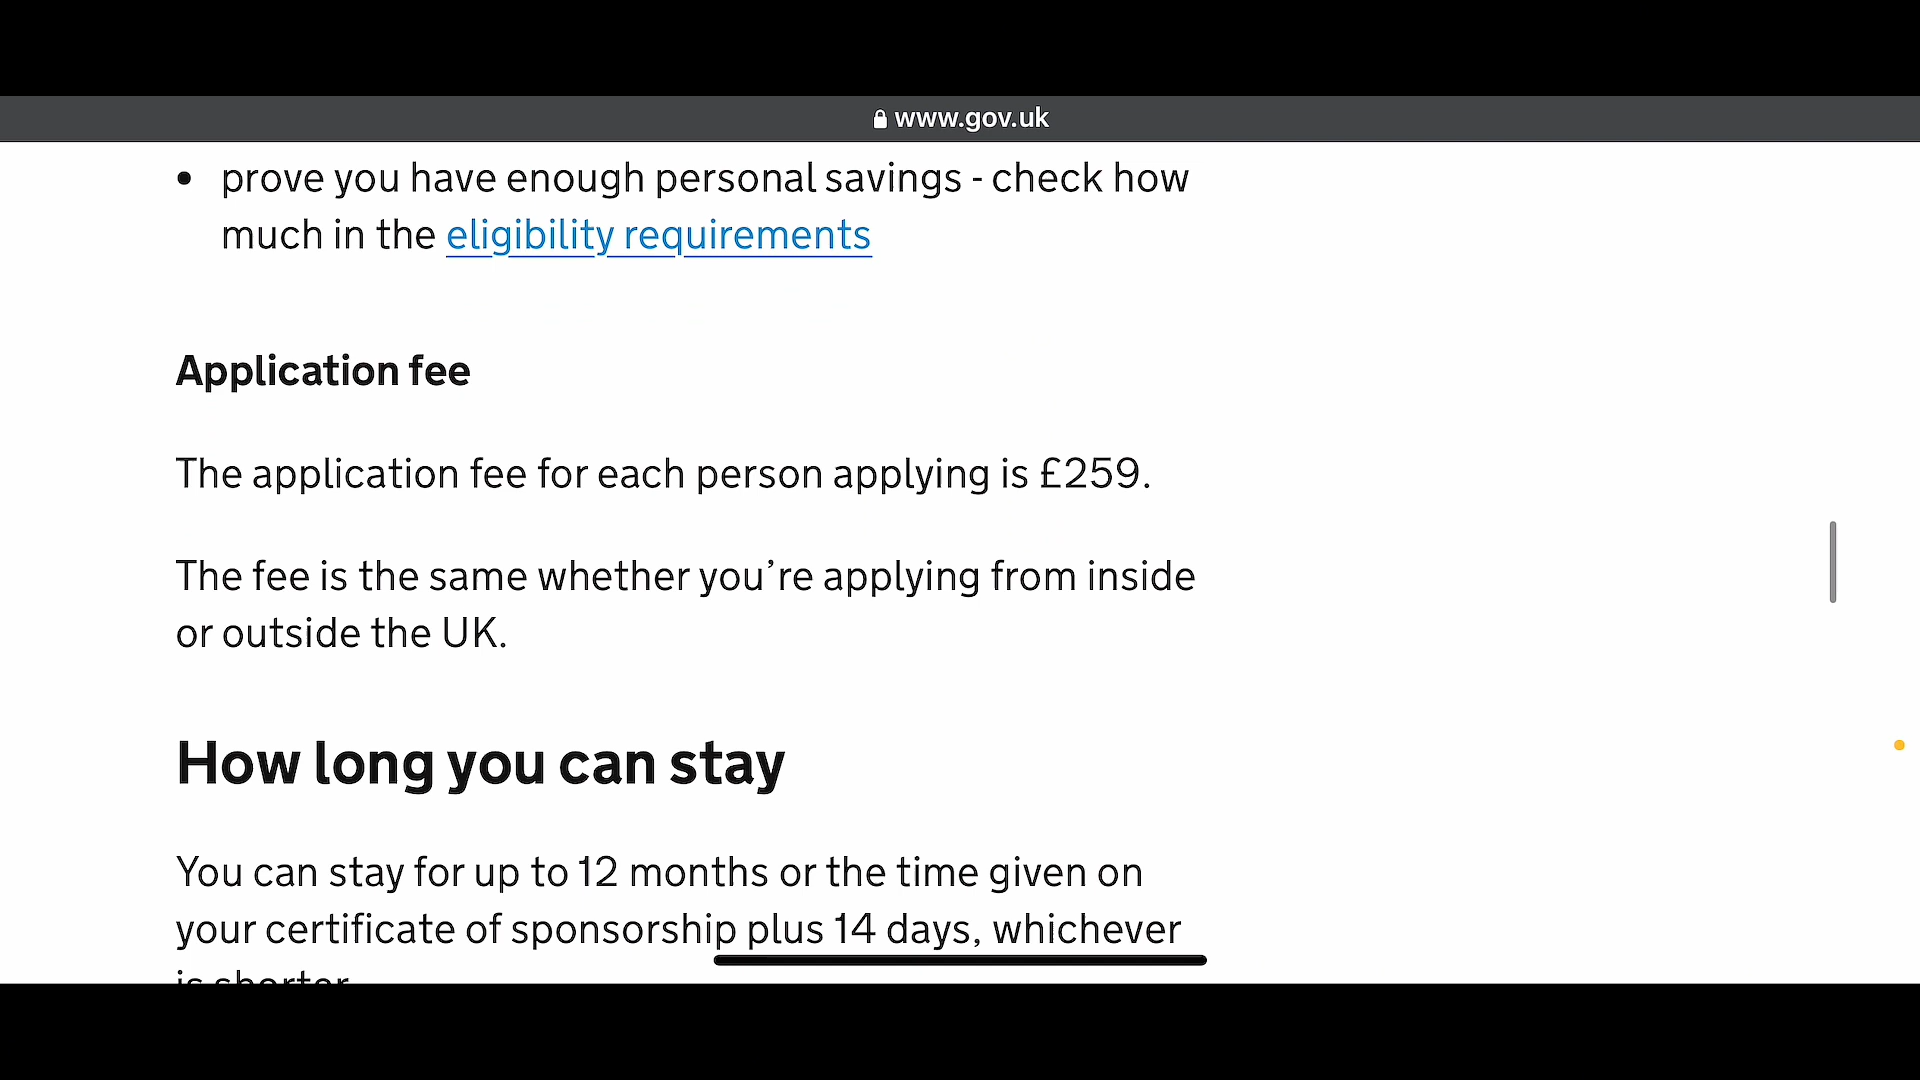 www.gov.uk
• prove you have enough personal savings - check how
much in the eligibility requirements
Application fee
The application fee for each person applying is £259.
The fee is the same whether you’re applying from inside
or outside the UK.
How long you can stay
You can stay for up to 12 months or the time given on
your certificate of sponsorship plus 14 days, whichever
is shorter